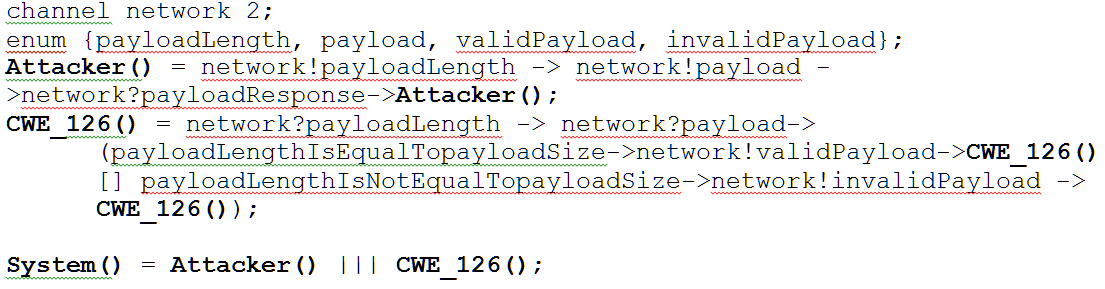 channel network 2;
enum {payloadLength, payload, validPayload, invalidPayload};
Attacker() = network!payloadLength -> network!payload -
>network?payloadResponse->Attacker();
CWE_126() = network?payloadLength -> network?payload->
(payloadLengthIsEqualTopayloadSize->network!validPayload->CWE_126()
[] payloadLengthIsNotEqualTopayloadSize->network!invalidPayload ->
CWE_126());
System() = Attacker() ||| CWE_126();